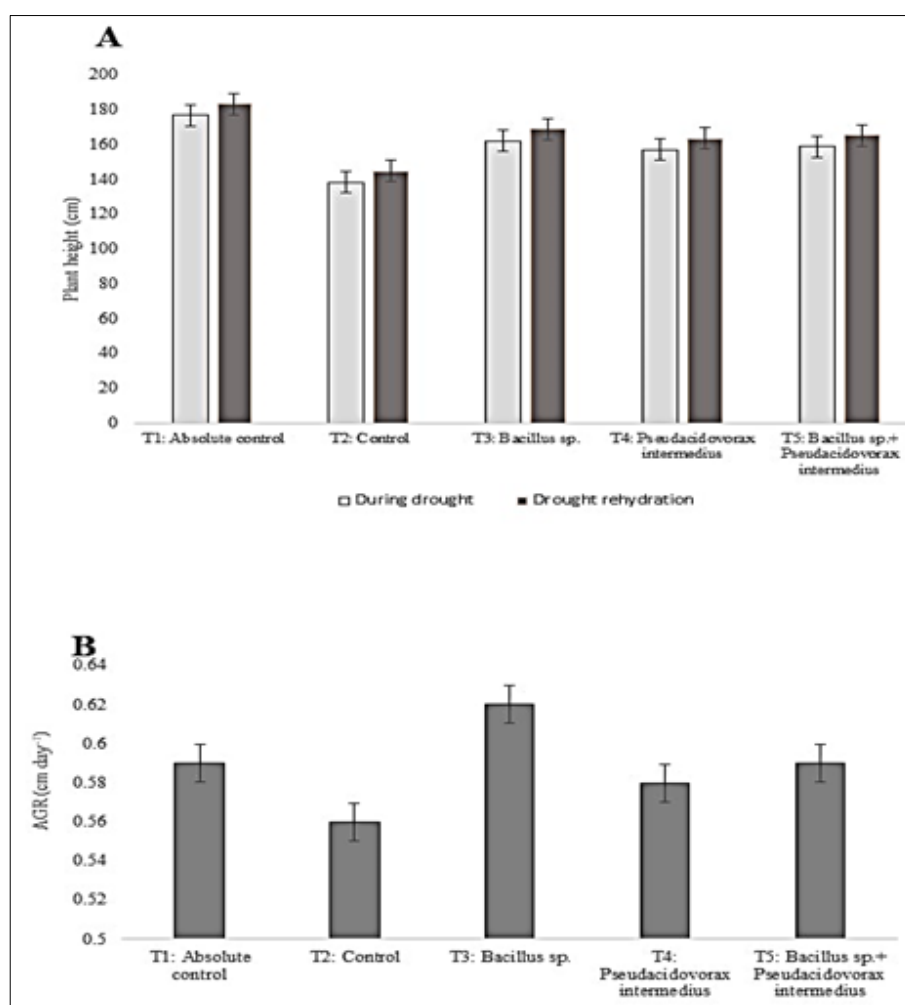 A
200
180
160
140
120
100
80
60
40
20
0
Plant height (cm)
T1: Absolute control
T2: Control
T3: Bacillus sp.
T4: Pseudacidovorax
intermedius
T5: Bacillus sp.+
Pseudacidovorax
intermedius
During drought
Drought rehydration
B
0.64
0.62
0.6
0.58
0.56
0.54
0.52
0.5
AGR (cm day⁻¹)
T1: Absolute
control
T2: Control
T3: Bacillus sp.
T4:
Pseudacidovorax
intermedius
T5: Bacillus sp.+
Pseudacidovorax
intermedius